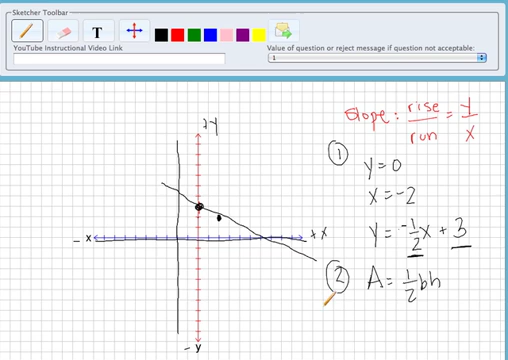 Sketcher Toolbar
T
YouTube Instructional Video Link
Value of question or reject message if question not acceptable:
1
+y
Slope: rise/run = y/x
① y=0
x=-2
y = -1/2x + 3
- x
+ x
② A = 1/2bh
- y